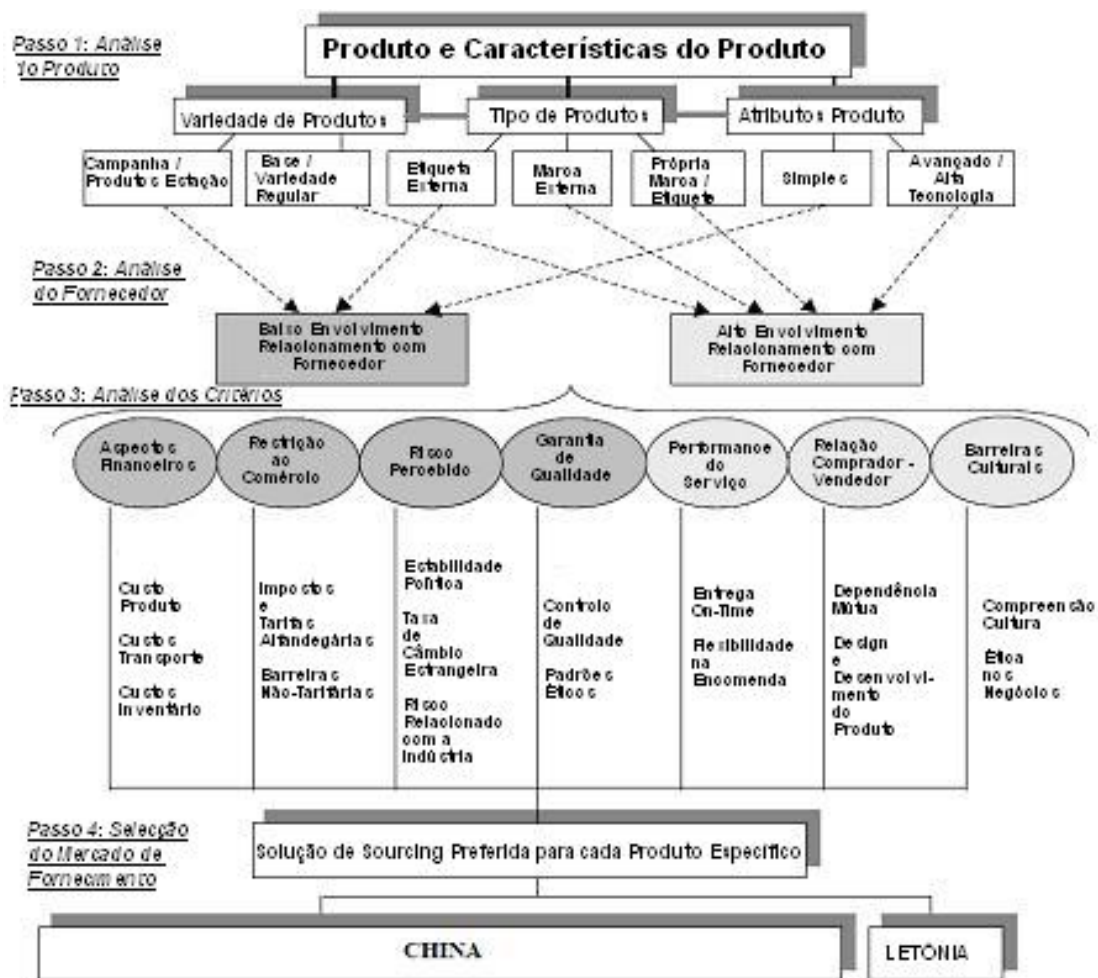 Passo 1: Análise
do Produto
Produto e Características do Produto
Variedade de Produtos
Tipo de Produtos
Atributos Produto
Campanha /
Produtos Estação
Base /
Variedade
Regular
Etiqueta
Externa
Marca
Externa
Própria
Marca /
Etiquete
Simples
Avançado /
Alta
Tecnologia
Passo 2: Análise
do Fornecedor
Baixo Envolvimento
Relacionamento com
Fornecedor
Alto Envolvimento
Relacionamento com
Fornecedor
Passo 3: Análise dos Critérios
Aspectos
Financeiros
Restrição
ao
Comércio
Risco
Percebido
Garantia
de
Qualidade
Performance
do
Serviço
Relação
Comprador -
Vendedor
Barreiras
Culturais
Custo
Produto
Custos
Transporte
Custos
Inventário
Impostos
e
Tarifas
Alfandegárias
Barreiras
Não-Tarifárias
Estabilidade
Política
Taxa
de
Câmbio
Estrangeira
Risco
Relacionado
com a
Indústria
Controlo
de
Qualidade
Padrões
Éticos
Entrega
On-Time
Flexibilidade
na
Encomenda
Dependência
Mútua
Design
e
Desenvolvi-
mento
do
Produto
Compreensão
Cultura
Ética
nos
Negócios
Passo 4: Selecção
do Mercado de
Fornecimento
Solução de Sourcing Preferida para cada Produto Específico
CHINA
LETÓNIA